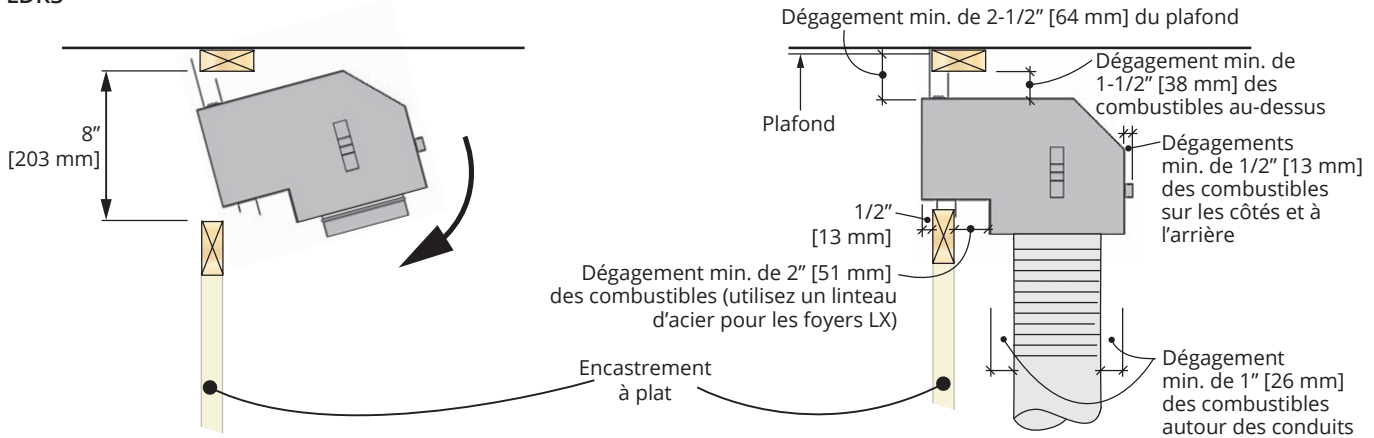 Dégagement min. de 2-1/2” [64 mm] du plafond
8”
[203 mm]
Plafond
Dégagement min. de
1-1/2” [38 mm] des
combustibles au-dessus
Dégagements
min. de 1/2” [13 mm]
des combustibles
sur les côtés et à
l’arrière
1/2”
[13 mm]
Dégagement min. de 2” [51 mm]
des combustibles (utilisez un linteau
d’acier pour les foyers LX)
Encastrement
à plat
Dégagement
min. de 1” [26 mm]
des combustibles
autour des conduits